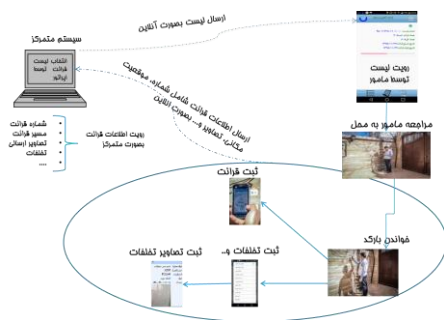 ارسال لیست بصورت آنلاین
سیستم متمرکز
انتخاب لیست
قرائت توسط
اپراتور
رویت لیست
توسط مامور
ارسال اطلاعات قرائت شامل شماره، موقعیت
مکانی، تصاویر و... بصورت آنلاین
مراجعه مامور به محل
رویت اطلاعات قرائت
بصورت متمرکز
شماره قرائت
مسیر قرائت
تصاویر ارسالی
تخلفات
....
ثبت قرائت
خواندن بارکد
ثبت تخلفات و..
ثبت تصاویر تخلفات